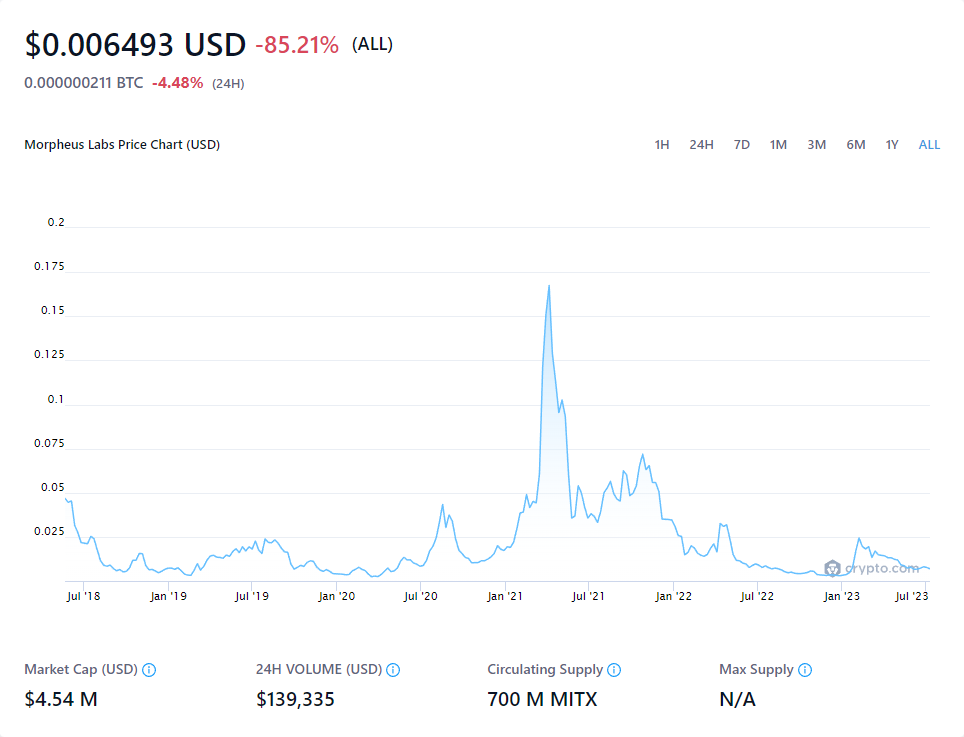 $0.006493 USD -85.21% (ALL)
0.000000211 BTC -4.48% (24H)
Morpheus Labs Price Chart (USD) 1H 24H 7D 1M 3M 6M 1Y ALL
0.2
0.175
0.15
0.125
0.1
0.075
0.05
0.025
crypto.com
Jul '18 Jan '19 Jul '19 Jan '20 Jul '20 Jan '21 Jul '21 Jan '22 Jul '22 Jan '23 Jul '23
Market Cap (USD) 24H VOLUME (USD) Circulating Supply Max Supply
$4.54 M $139,335 700 M MITX N/A